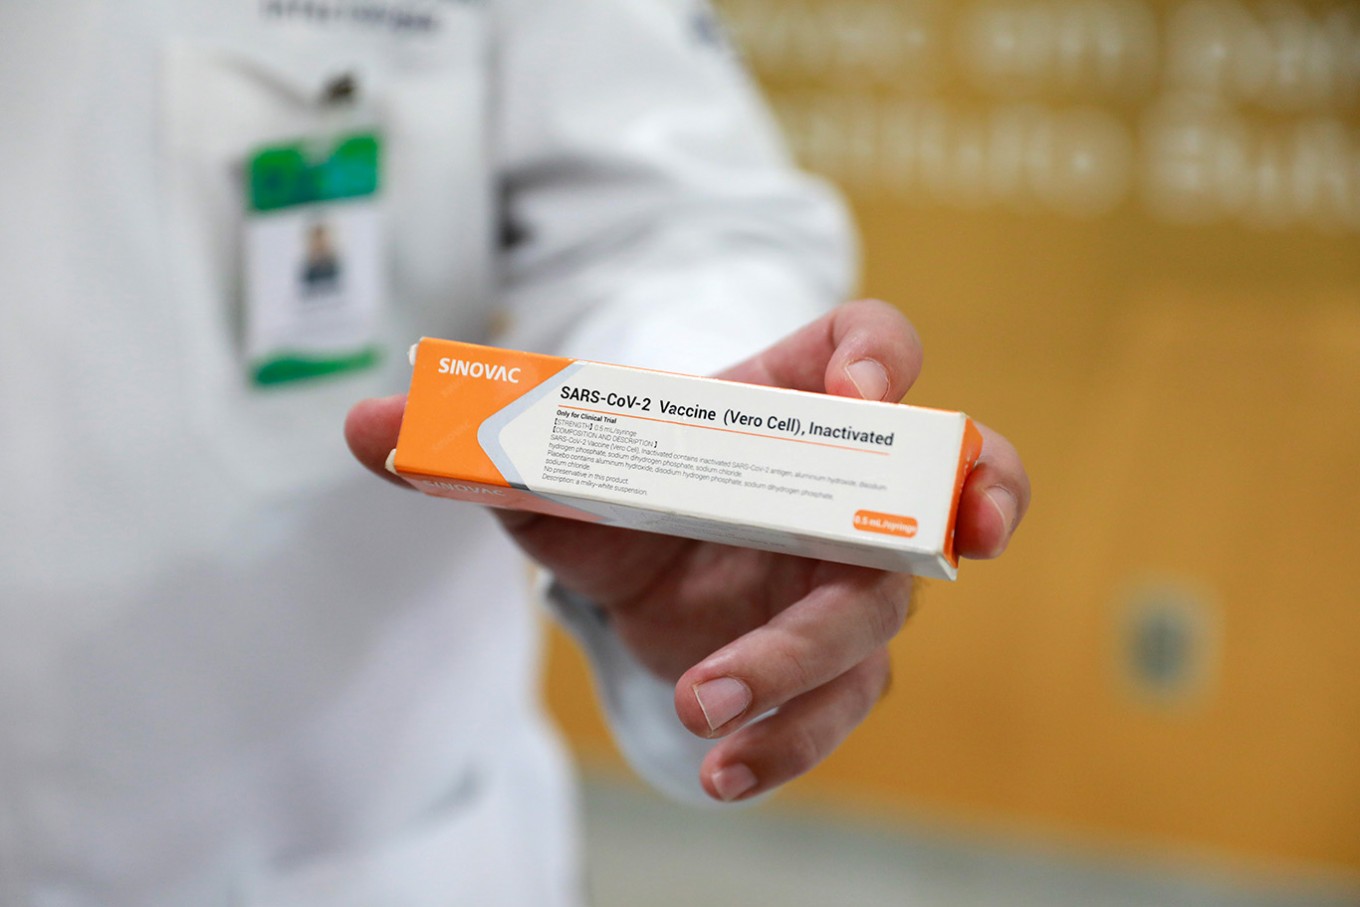 SINOVAC
SARS-CoV-2 Vaccine (Vero Cell), Inactivated
Only for Clinical Trial
【STRENGTH】0.5 mL/syringe
【COMPOSITION AND DESCRIPTION】
SARS-CoV-2 Vaccine (Vero Cell), Inactivated contains inactivated SARS-CoV-2 antigen, aluminum hydroxide, disodium
hydrogen phosphate, sodium dihydrogen phosphate, sodium chloride.
Placebo contains aluminum hydroxide, disodium hydrogen phosphate, sodium dihydrogen phosphate,
sodium chloride.
No preservative in this product.
Description: a milky-white suspension.
0.5 mL/syringe
SINOVAC